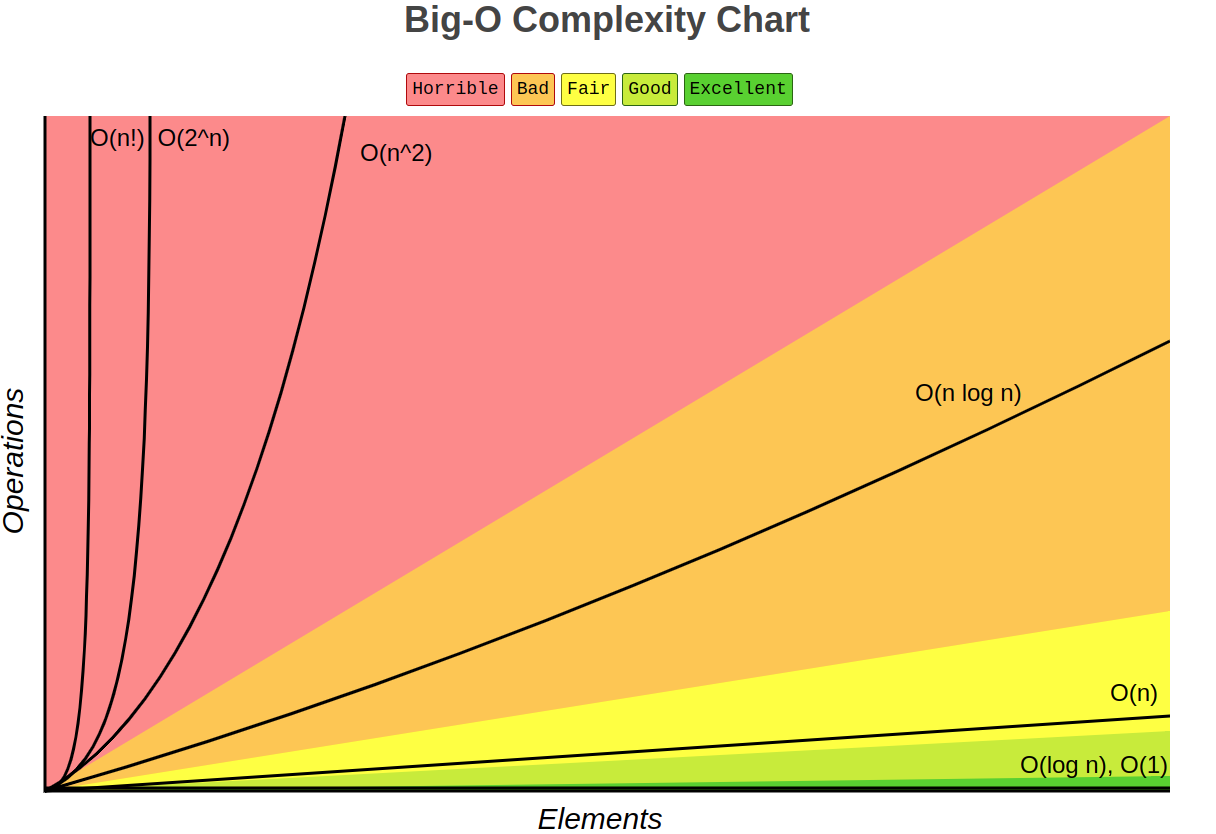 Big-O Complexity Chart
Horrible Bad Fair Good Excellent
O(n!) O(2^n)
O(n^2)
O(n log n)
Operations
O(n)
O(log n), O(1)
Elements